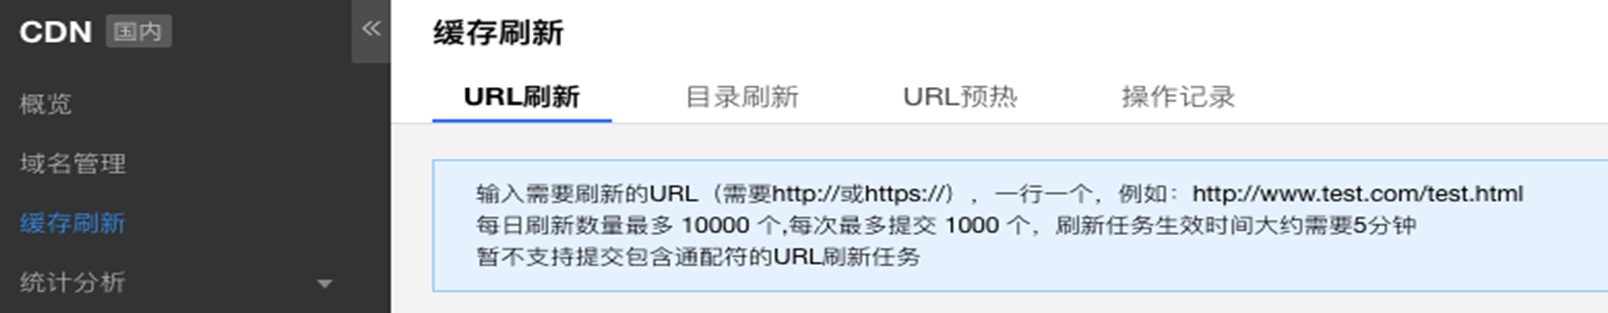 CDN 国内
概览
域名管理
缓存刷新
统计分析
缓存刷新
URL刷新 目录刷新 URL预热 操作记录
输入需要刷新的URL（需要http://或https://），一行一个，例如：http://www.test.com/test.html
每日刷新数量最多 10000 个,每次最多提交 1000 个，刷新任务生效时间大约需要5分钟
暂不支持提交包含通配符的URL刷新任务